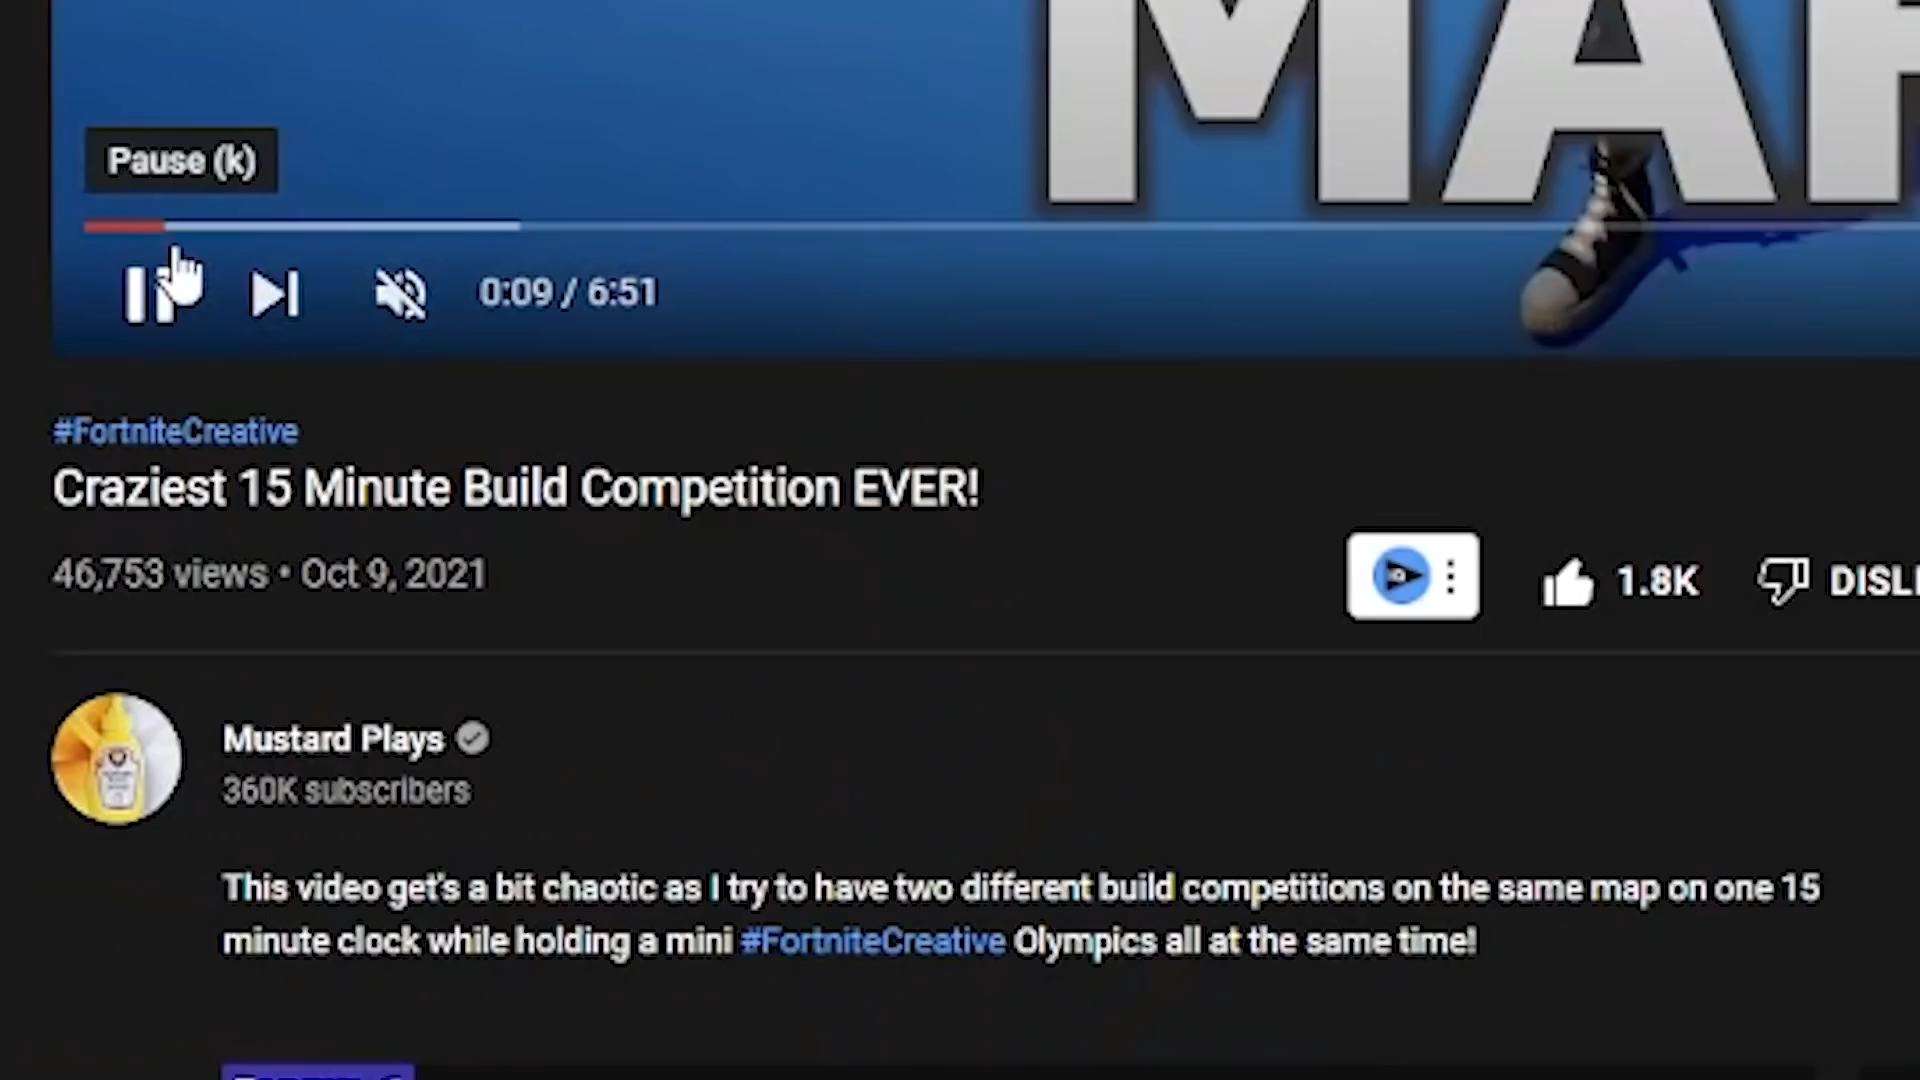 MAP
Pause (k)
0:09 / 6:51
#FortniteCreative
Craziest 15 Minute Build Competition EVER!
46,753 views • Oct 9, 2021
1.8K
DISLI
Mustard Plays
360K subscribers
This video get's a bit chaotic as I try to have two different build competitions on the same map on one 15
minute clock while holding a mini #FortniteCreative Olympics all at the same time!